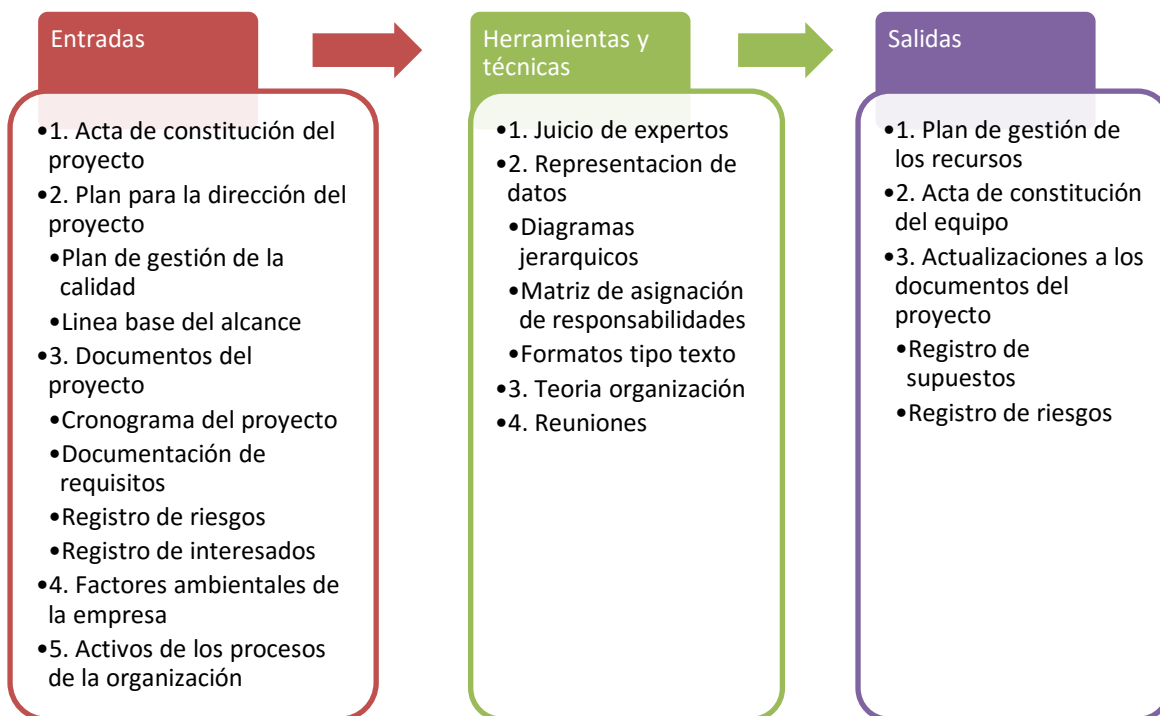 Entradas
•1. Acta de constitución del
proyecto
•2. Plan para la dirección del
proyecto
•Plan de gestión de la
calidad
•Linea base del alcance
•3. Documentos del
proyecto
•Cronograma del proyecto
•Documentación de
requisitos
•Registro de riesgos
•Registro de interesados
•4. Factores ambientales de
la empresa
•5. Activos de los procesos
de la organización
Herramientas y
técnicas
•1. Juicio de expertos
•2. Representacion de
datos
•Diagramas
jerarquicos
•Matriz de asignación
de responsabilidades
•Formatos tipo texto
•3. Teoria organización
•4. Reuniones
Salidas
•1. Plan de gestión de
los recursos
•2. Acta de constitución
del equipo
•3. Actualizaciones a los
documentos del
proyecto
•Registro de
supuestos
•Registro de riesgos